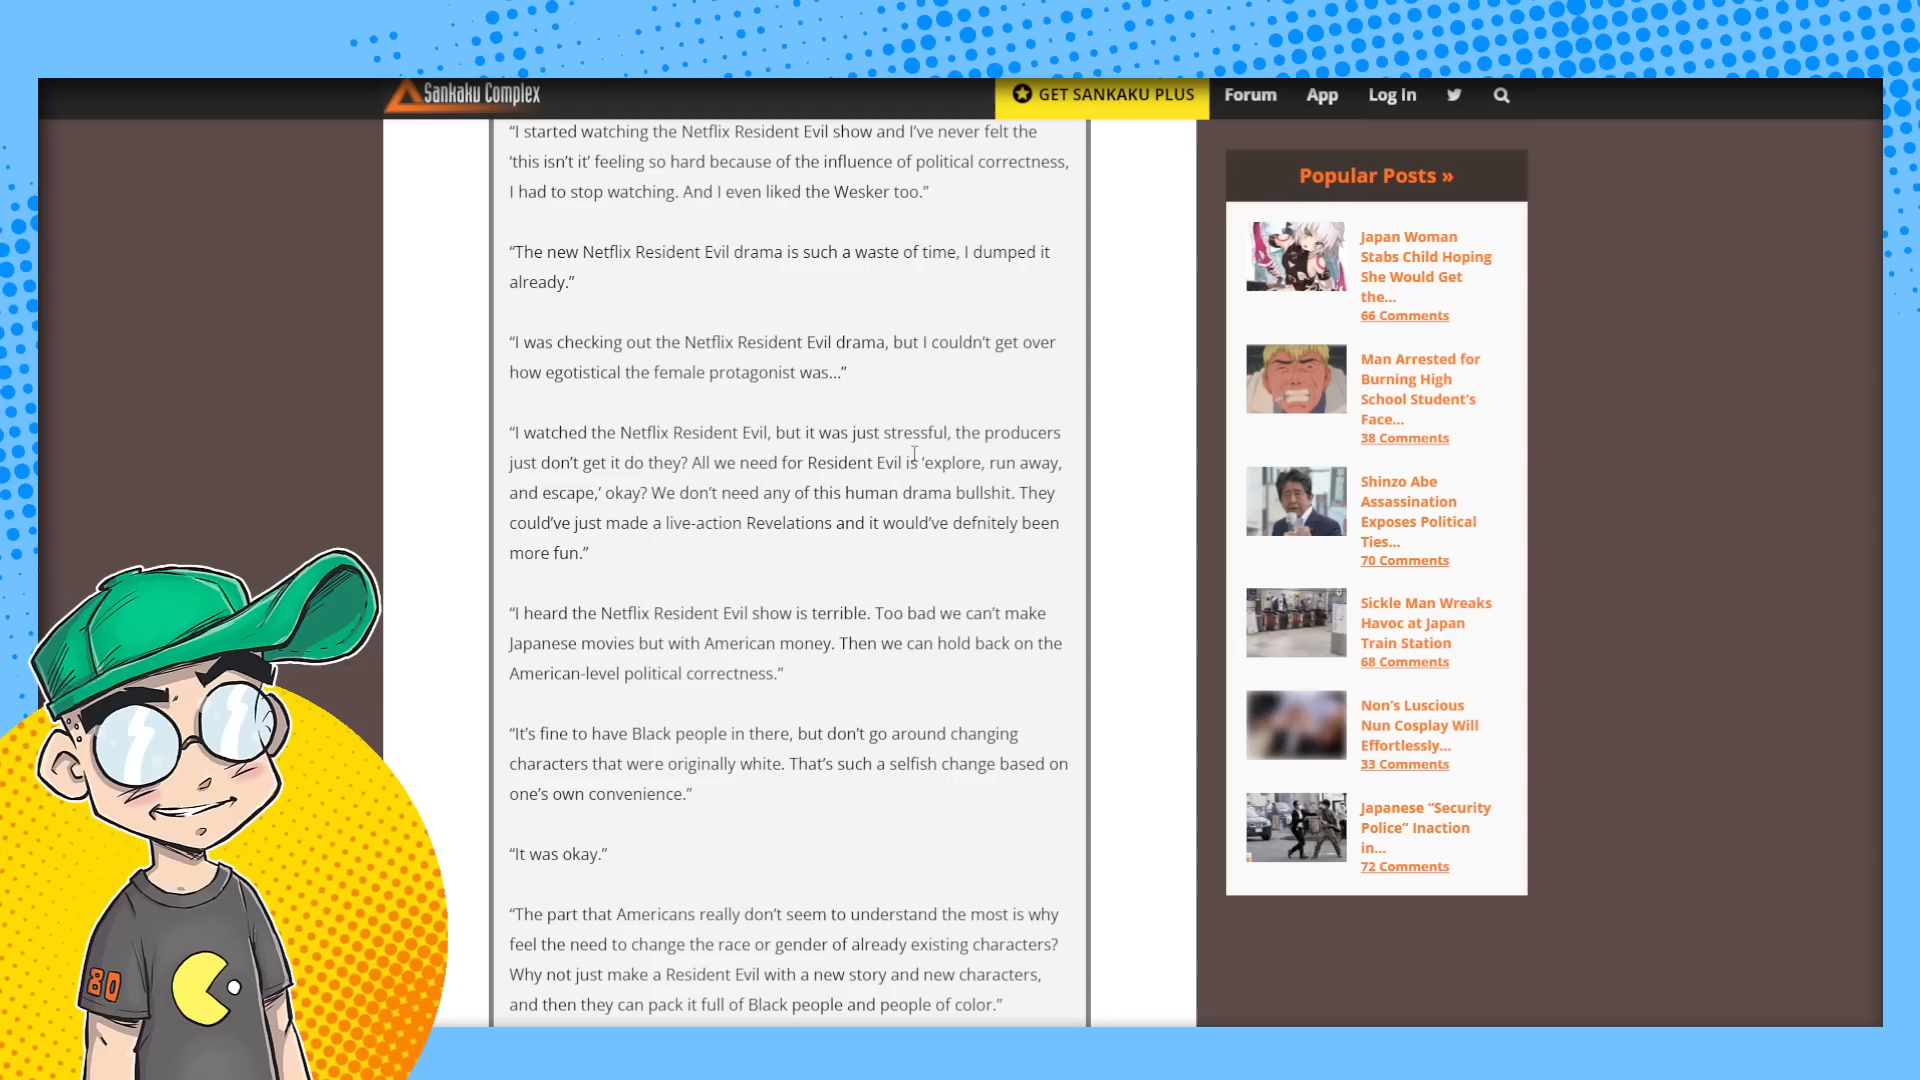 Sankaku Complex
GET SANKAKU PLUS
Forum
App
Log In
“I started watching the Netflix Resident Evil show and I’ve never felt the
‘this isn’t it’ feeling so hard because of the influence of political correctness,
I had to stop watching. And I even liked the Wesker too.”
“The new Netflix Resident Evil drama is such a waste of time, I dumped it
already.”
“I was checking out the Netflix Resident Evil drama, but I couldn’t get over
how egotistical the female protagonist was...”
“I watched the Netflix Resident Evil, but it was just stressful, the producers
just don’t get it do they? All we need for Resident Evil is ‘explore, run away,
and escape,’ okay? We don’t need any of this human drama bullshit. They
could’ve just made a live-action Revelations and it would’ve defnitely been
more fun.”
“I heard the Netflix Resident Evil show is terrible. Too bad we can’t make
Japanese movies but with American money. Then we can hold back on the
American-level political correctness.”
“It’s fine to have Black people in there, but don’t go around changing
characters that were originally white. That’s such a selfish change based on
one’s own convenience.”
“It was okay.”
“The part that Americans really don’t seem to understand the most is why
feel the need to change the race or gender of already existing characters?
Why not just make a Resident Evil with a new story and new characters,
and then they can pack it full of Black people and people of color.”
Popular Posts »
Japan Woman
Stabs Child Hoping
She Would Get
the...
66 Comments
Man Arrested for
Burning High
School Student’s
Face...
38 Comments
Shinzo Abe
Assassination
Exposes Political
Ties...
70 Comments
Sickle Man Wreaks
Havoc at Japan
Train Station
68 Comments
Non’s Luscious
Nun Cosplay Will
Effortlessly...
33 Comments
Japanese “Security
Police” Inaction
in...
72 Comments
80